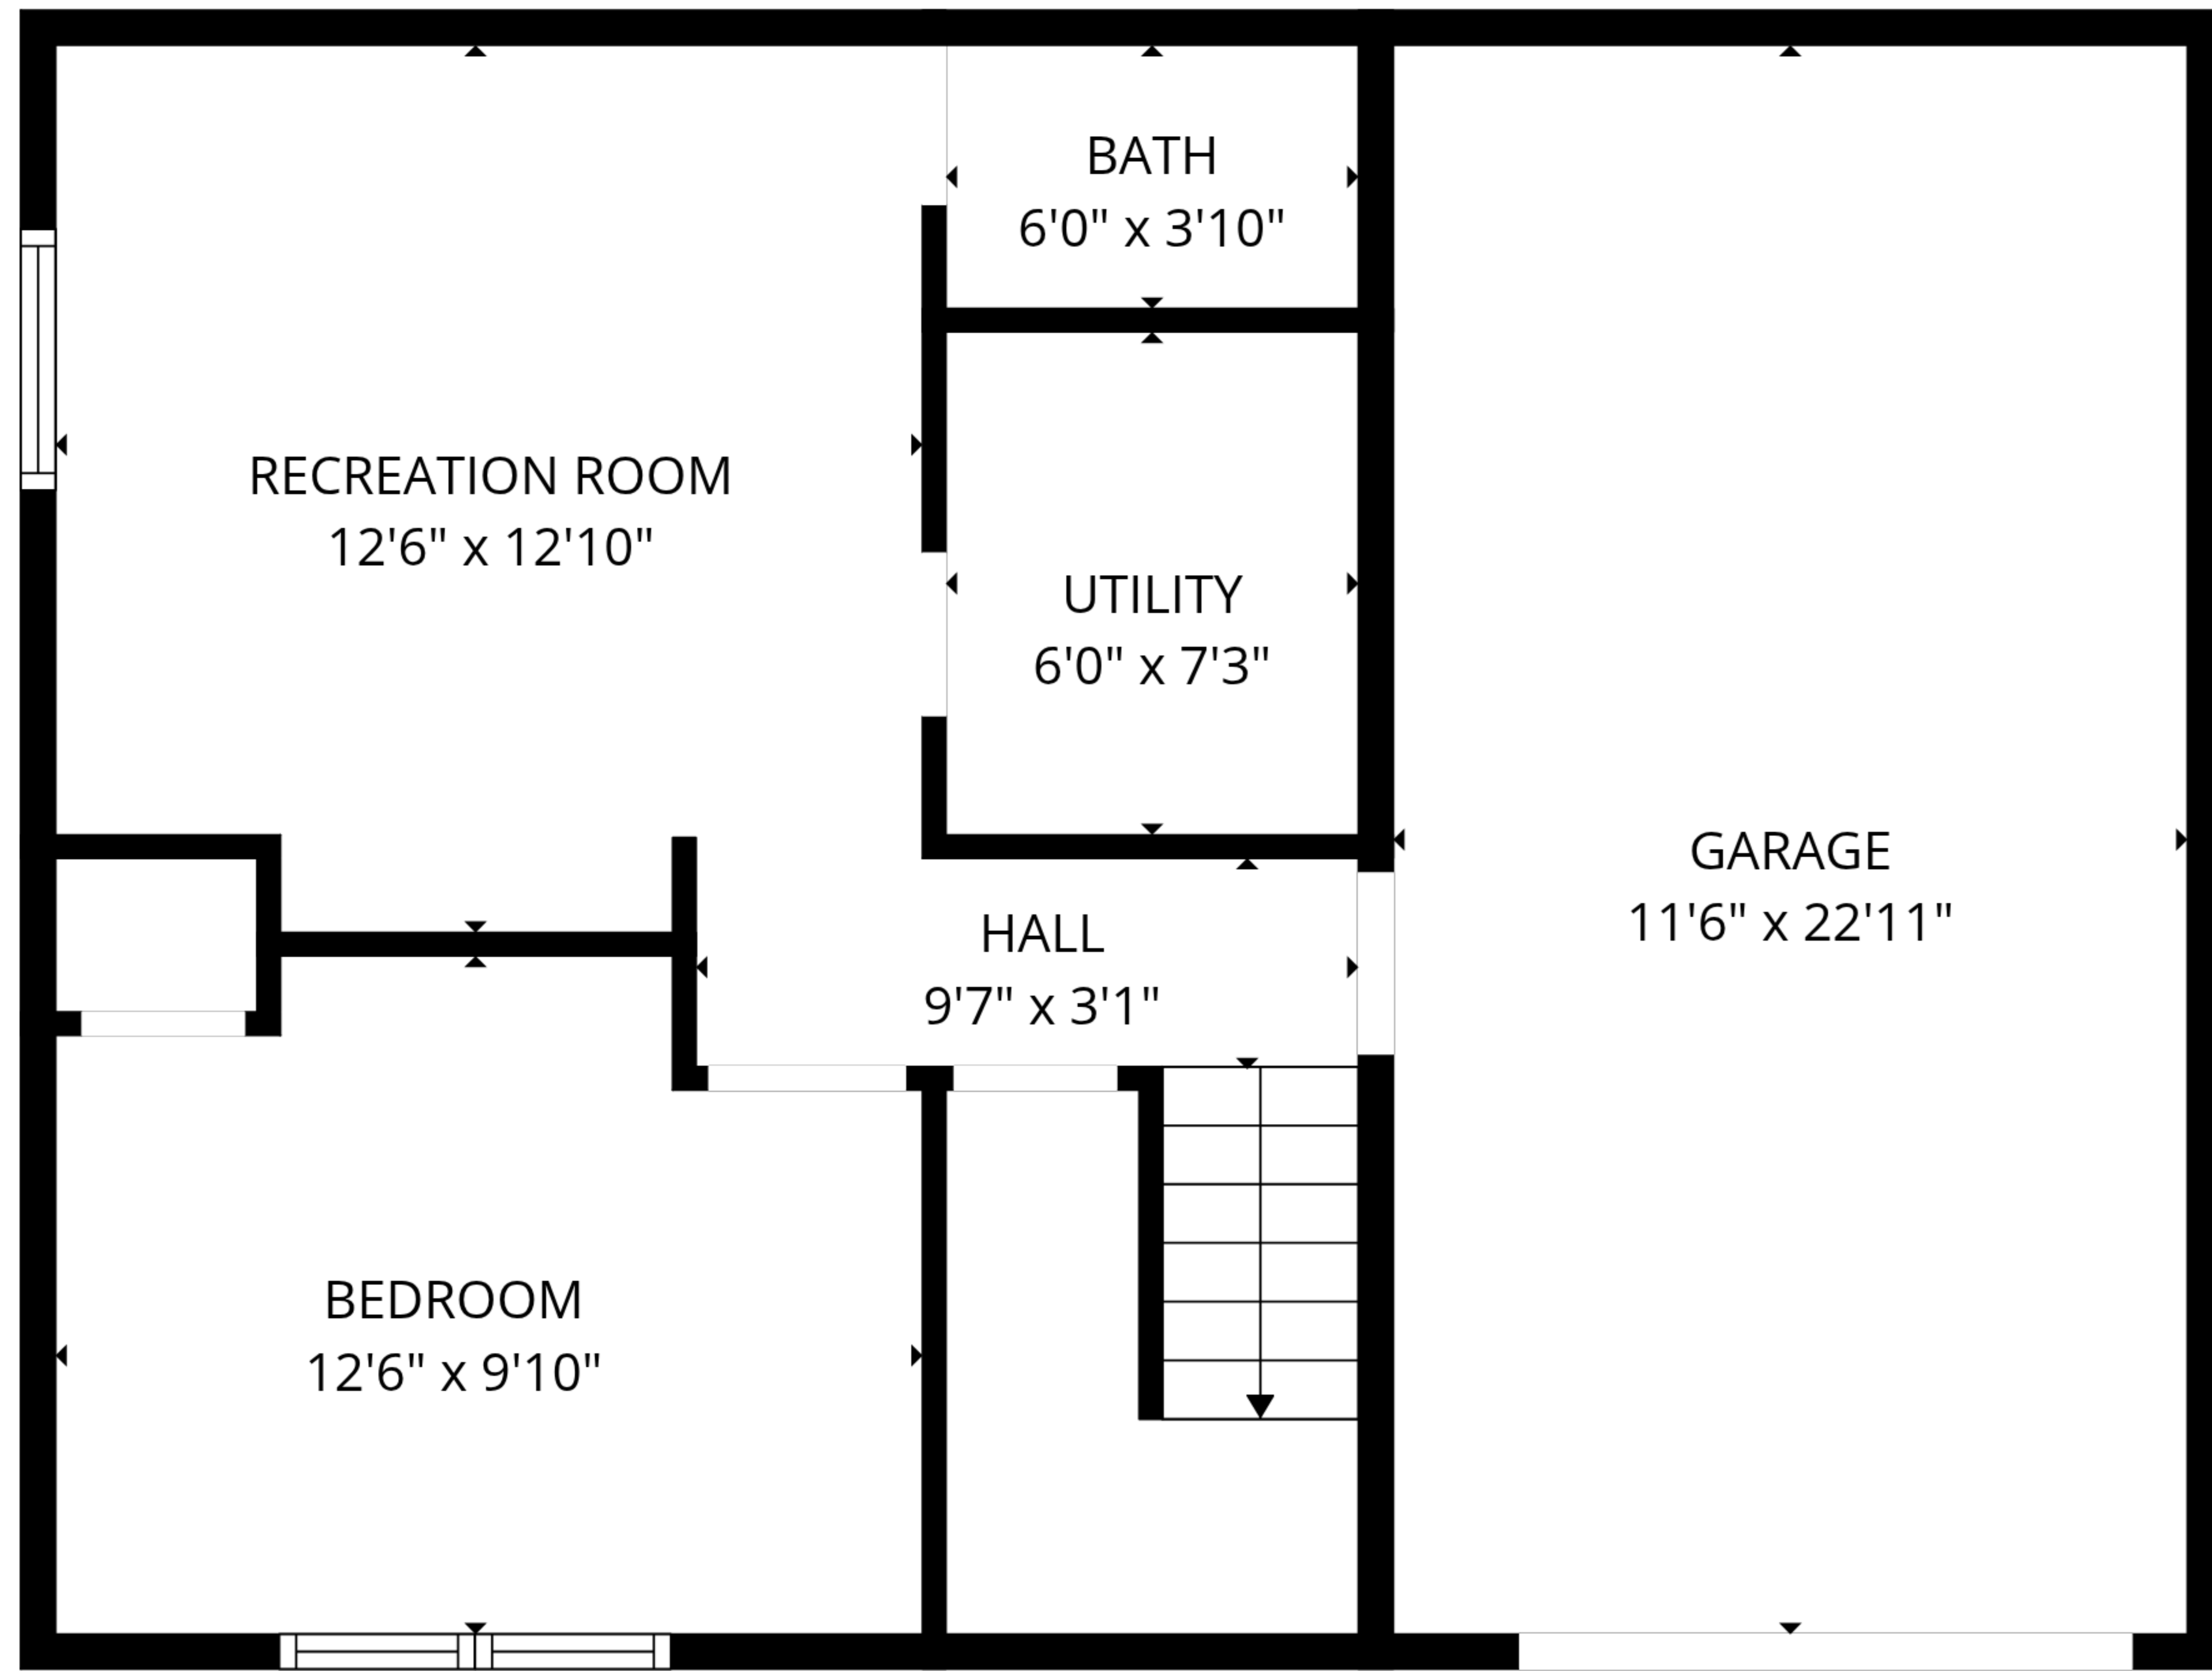 BATH
6'0" x 3'10"
RECREATION ROOM
12'6" x 12'10"
UTILITY
6'0" x 7'3"
GARAGE
11'6" x 22'11"
HALL
9'7" x 3'1"
BEDROOM
12'6" x 9'10"